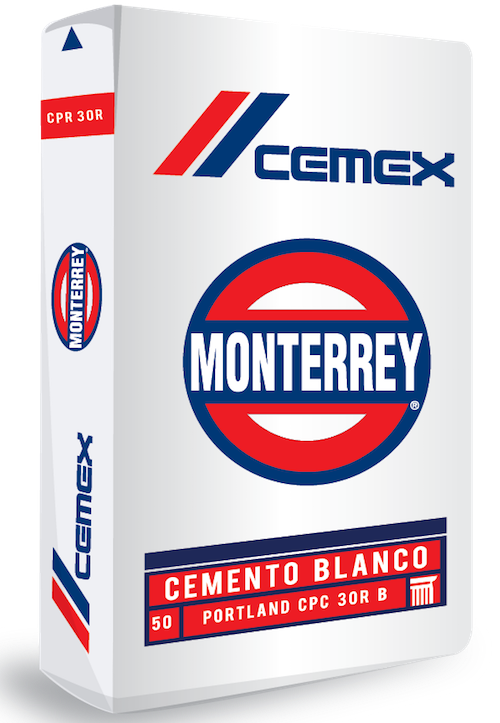 CPR 30R
MONTERREY
CEMEX
CEMEX
MONTERREY
®
CEMENTO BLANCO
50
PORTLAND CPC 30R B